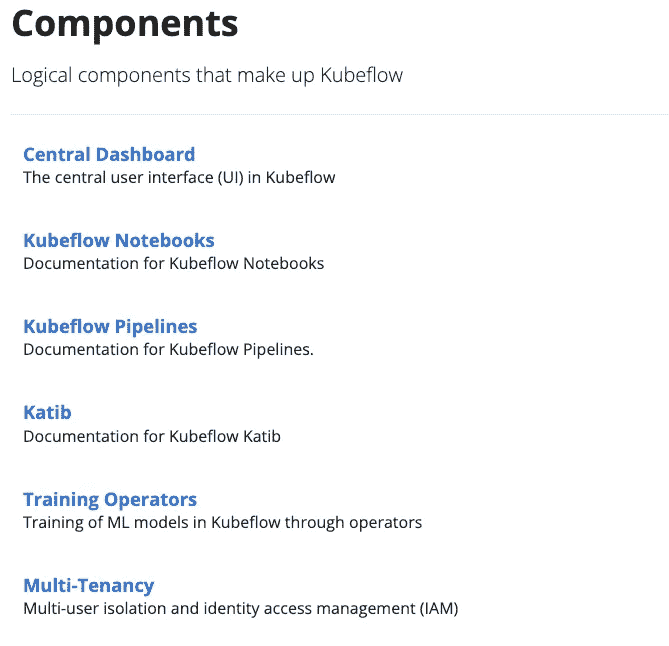 Components
Logical components that make up Kubeflow
Central Dashboard
The central user interface (UI) in Kubeflow
Kubeflow Notebooks
Documentation for Kubeflow Notebooks
Kubeflow Pipelines
Documentation for Kubeflow Pipelines.
Katib
Documentation for Kubeflow Katib
Training Operators
Training of ML models in Kubeflow through operators
Multi-Tenancy
Multi-user isolation and identity access management (IAM)